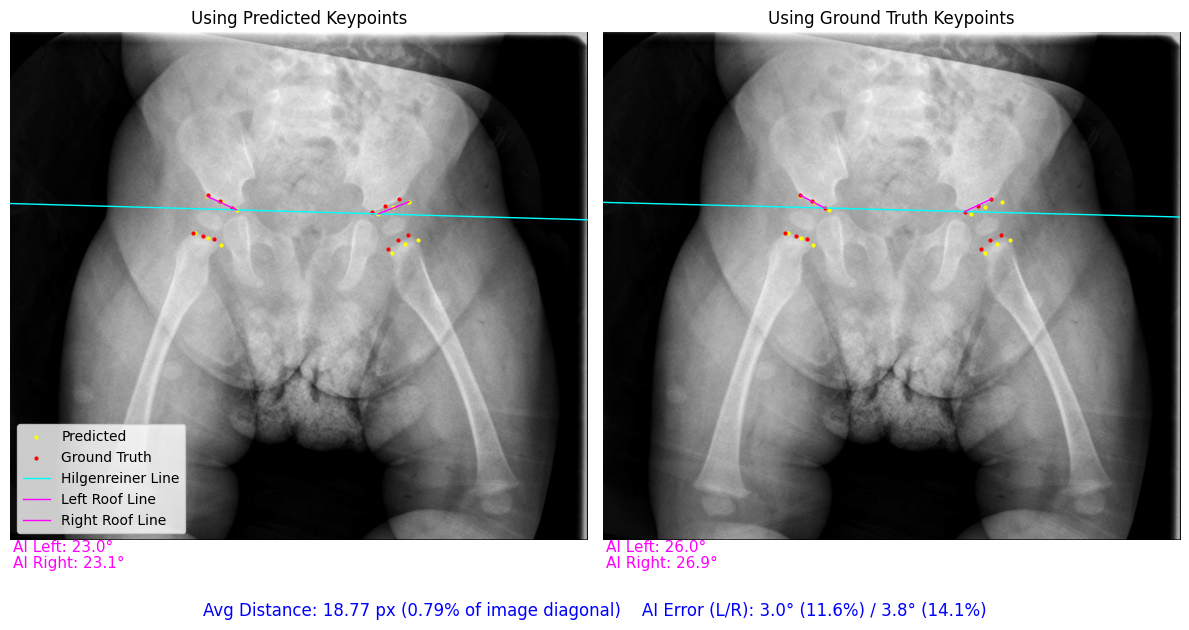 Using Predicted Keypoints
Using Ground Truth Keypoints
Predicted
Ground Truth
Hilgenreiner Line
Left Roof Line
Right Roof Line
AI Left: 23.0°
AI Right: 23.1°
AI Left: 26.0°
AI Right: 26.9°
Avg Distance: 18.77 px (0.79% of image diagonal)    AI Error (L/R): 3.0° (11.6%) / 3.8° (14.1%)